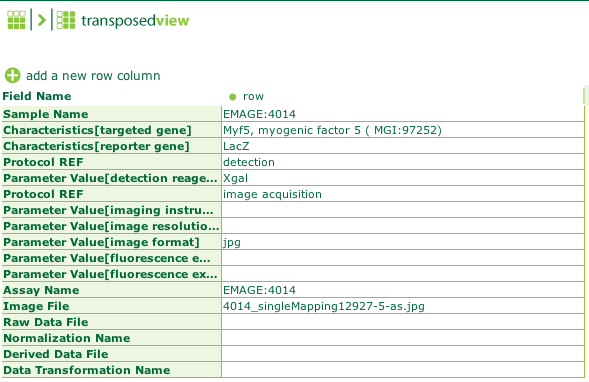 transposedview
add a new row column
Field Name row
Sample Name EMAGE:4014
Characteristics[targeted gene] Myf5, myogenic factor 5 ( MGI:97252)
Characteristics[reporter gene] LacZ
Protocol REF detection
Parameter Value[detection reage... Xgal
Protocol REF image acquisition
Parameter Value[imaging instru...
Parameter Value[image resolutio...
Parameter Value[image format] jpg
Parameter Value[fluorescence e...
Parameter Value[fluorescence ex...
Assay Name EMAGE:4014
Image File 4014_singleMapping12927-5-as.jpg
Raw Data File
Normalization Name
Derived Data File
Data Transformation Name